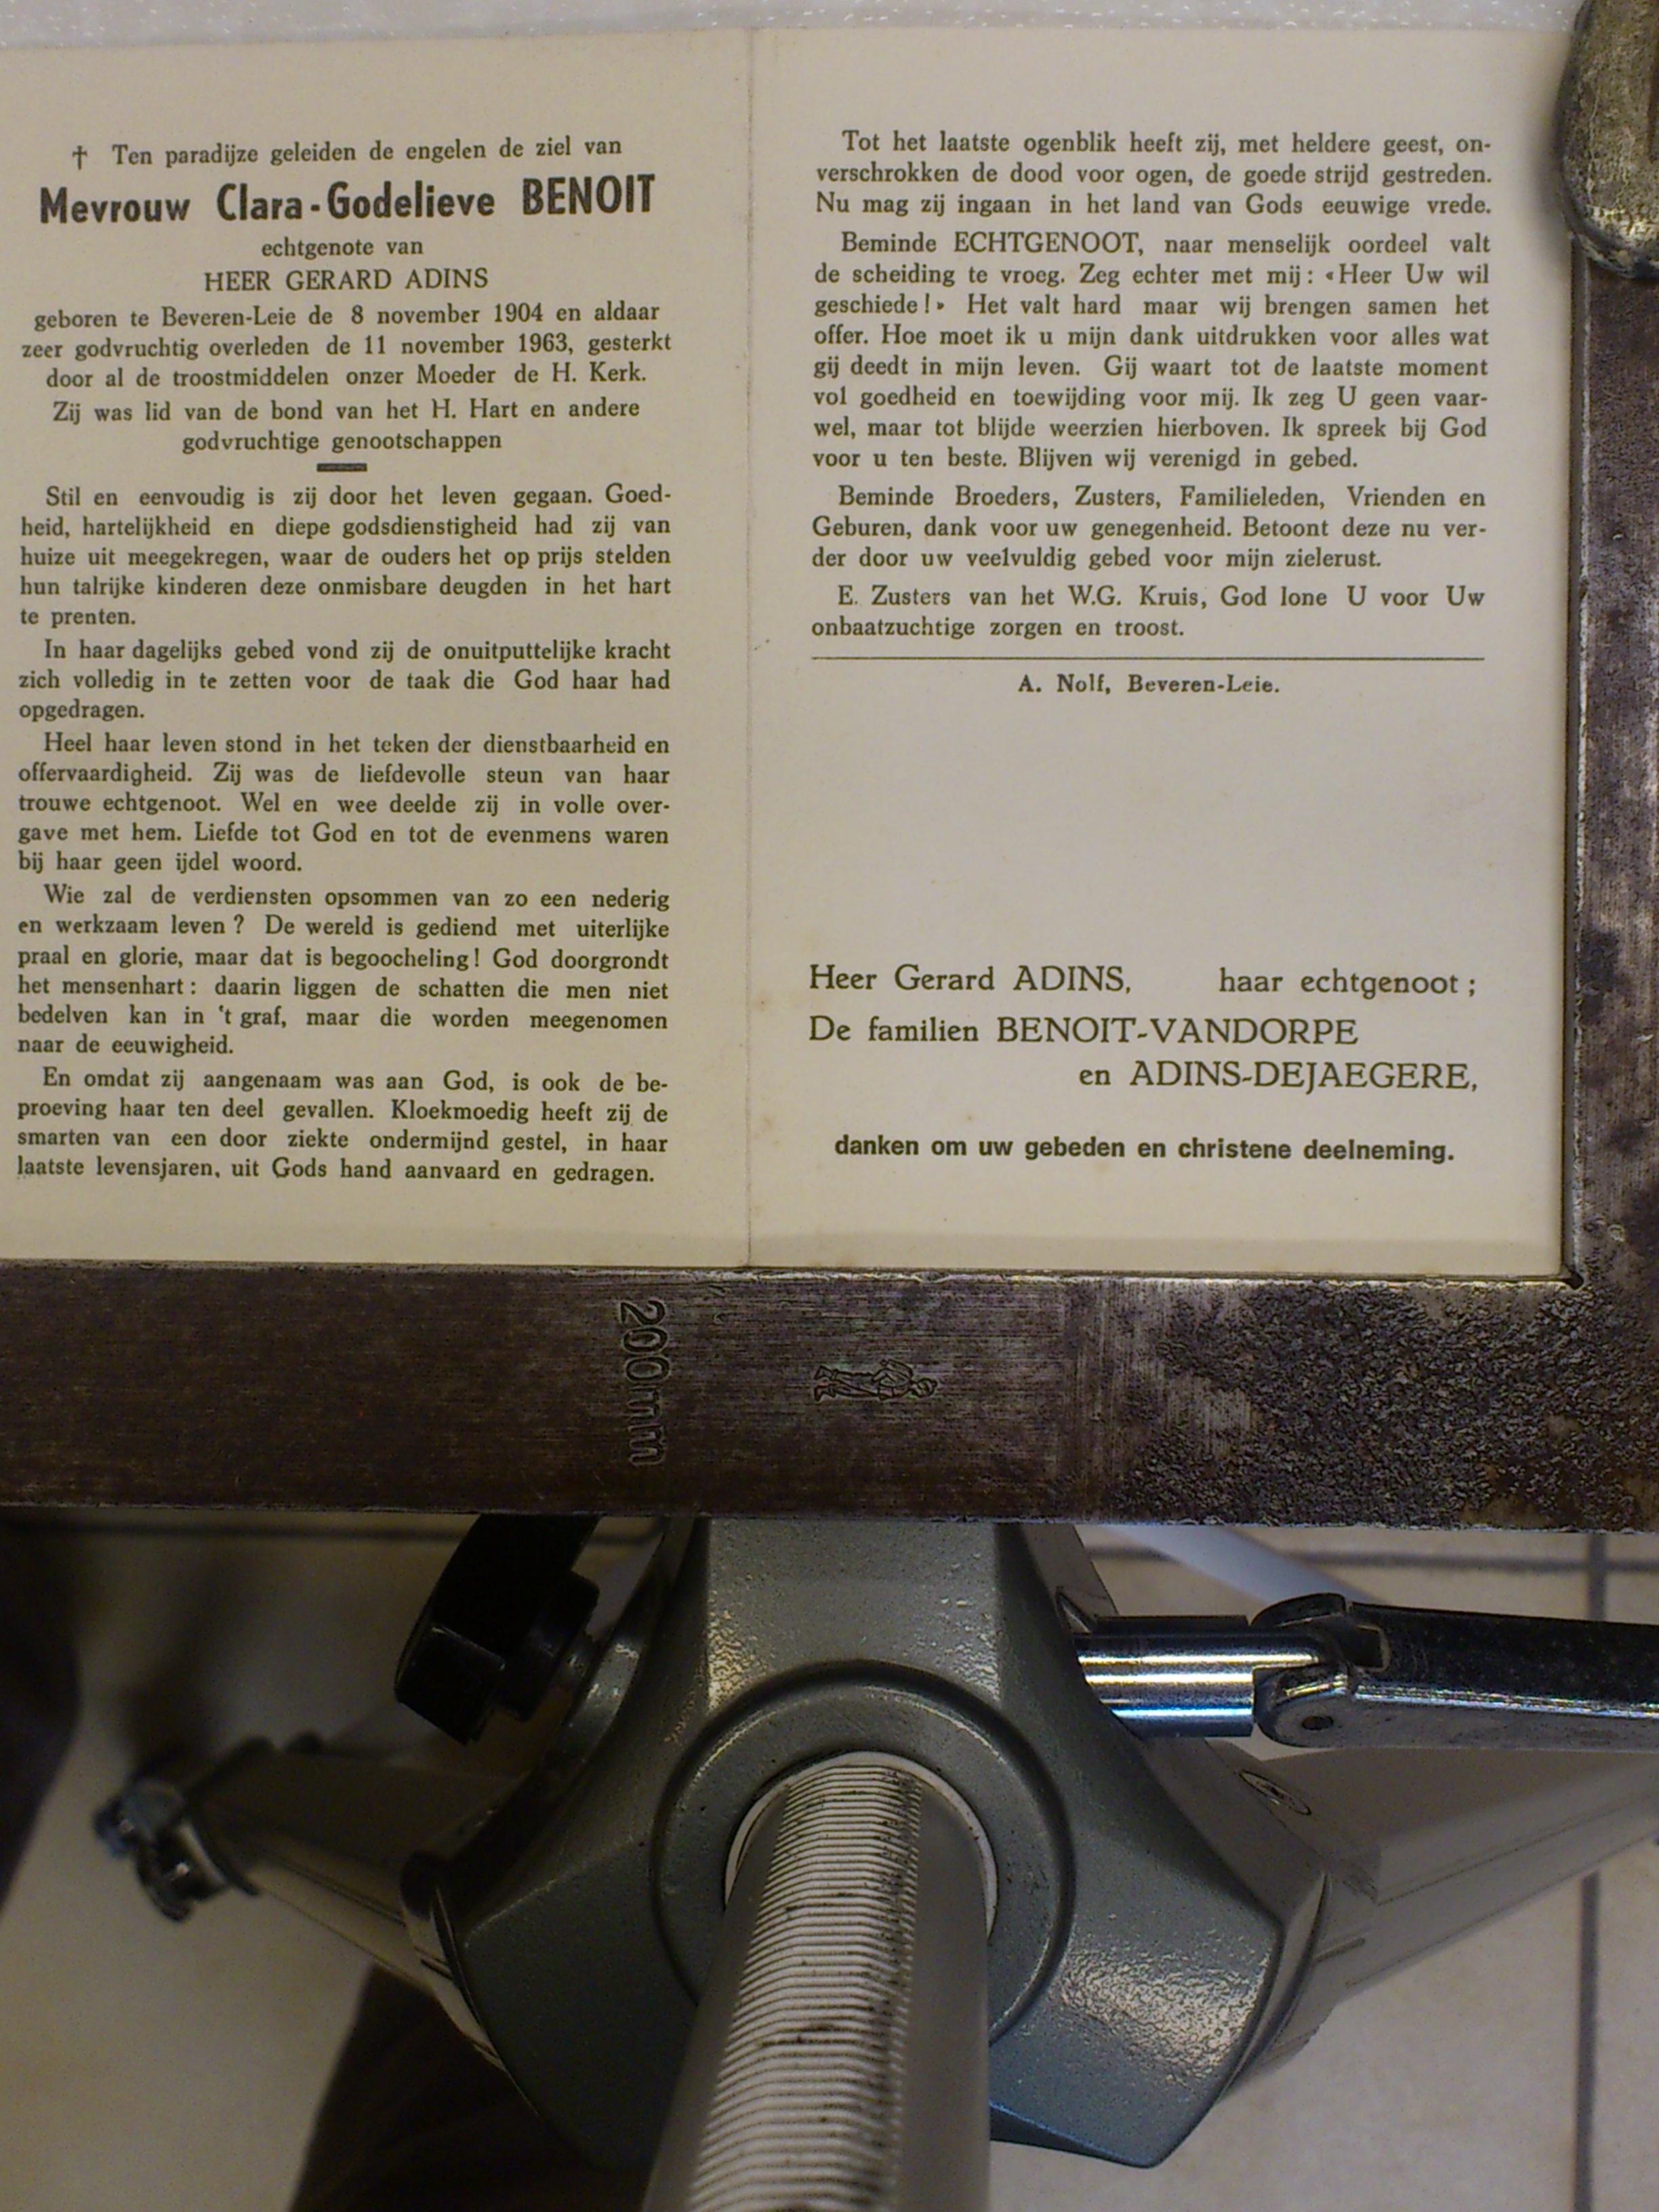 † Ten paradijze geleiden de engelen de ziel van
Mevrouw Clara-Godelieve BENOIT
echtgenote van
HEER GERARD ADINS
geboren te Beveren-Leie de 8 november 1904 en aldaar
zeer godvruchtig overleden de 11 november 1963, gesterkt
door al de troostmiddelen onzer Moeder de H. Kerk.
Zij was lid van de bond van het H. Hart en andere
godvruchtige genootschappen
Stil en eenvoudig is zij door het leven gegaan. Goed-
heid, hartelijkheid en diepe godsdienstigheid had zij van
huize uit meegekregen, waar de ouders het op prijs stelden
hun talrijke kinderen deze onmisbare deugden in het hart
te prenten.
In haar dagelijks gebed vond zij de onuitputtelijke kracht
zich volledig in te zetten voor de taak die God haar had
opgedragen.
Heel haar leven stond in het teken der dienstbaarheid en
offervaardigheid. Zij was de liefdevolle steun van haar
trouwe echtgenoot. Wel en wee deelde zij in volle over-
gave met hem. Liefde tot God en tot de evenmens waren
bij haar geen ijdel woord.
Wie zal de verdiensten opsommen van zo een nederig
en werkzaam leven ? De wereld is gediend met uiterlijke
praal en glorie, maar dat is begoocheling ! God doorgrondt
het mensenhart : daarin liggen de schatten die men niet
bedelven kan in 't graf, maar die worden meegenomen
naar de eeuwigheid.
En omdat zij aangenaam was aan God, is ook de be-
proeving haar ten deel gevallen. Kloekmoedig heeft zij de
smarten van een door ziekte ondermijnd gestel, in haar
laatste levensjaren, uit Gods hand aanvaard en gedragen.
Tot het laatste ogenblik heeft zij, met heldere geest, on-
verschrokken de dood voor ogen, de goede strijd gestreden.
Nu mag zij ingaan in het land van Gods eeuwige vrede.
Beminde ECHTGENOOT, naar menselijk oordeel valt
de scheiding te vroeg. Zeg echter met mij : «Heer Uw wil
geschiede !» Het valt hard maar wij brengen samen het
offer. Hoe moet ik u mijn dank uitdrukken voor alles wat
gij deedt in mijn leven. Gij waart tot de laatste moment
vol goedheid en toewijding voor mij. Ik zeg U geen vaar-
wel, maar tot blijde weerzien hierboven. Ik spreek bij God
voor u ten beste. Blijven wij verenigd in gebed.
Beminde Broeders, Zusters, Familieleden, Vrienden en
Geburen, dank voor uw genegenheid. Betoont deze nu ver-
der door uw veelvuldig gebed voor mijn zielerust.
E. Zusters van het W.G. Kruis, God lone U voor Uw
onbaatzuchtige zorgen en troost.
A. Nolf, Beveren-Leie.
Heer Gerard ADINS, haar echtgenoot ;
De familien BENOIT-VANDORPE
en ADINS-DEJAEGERE,
danken om uw gebeden en christene deelneming.
200mm